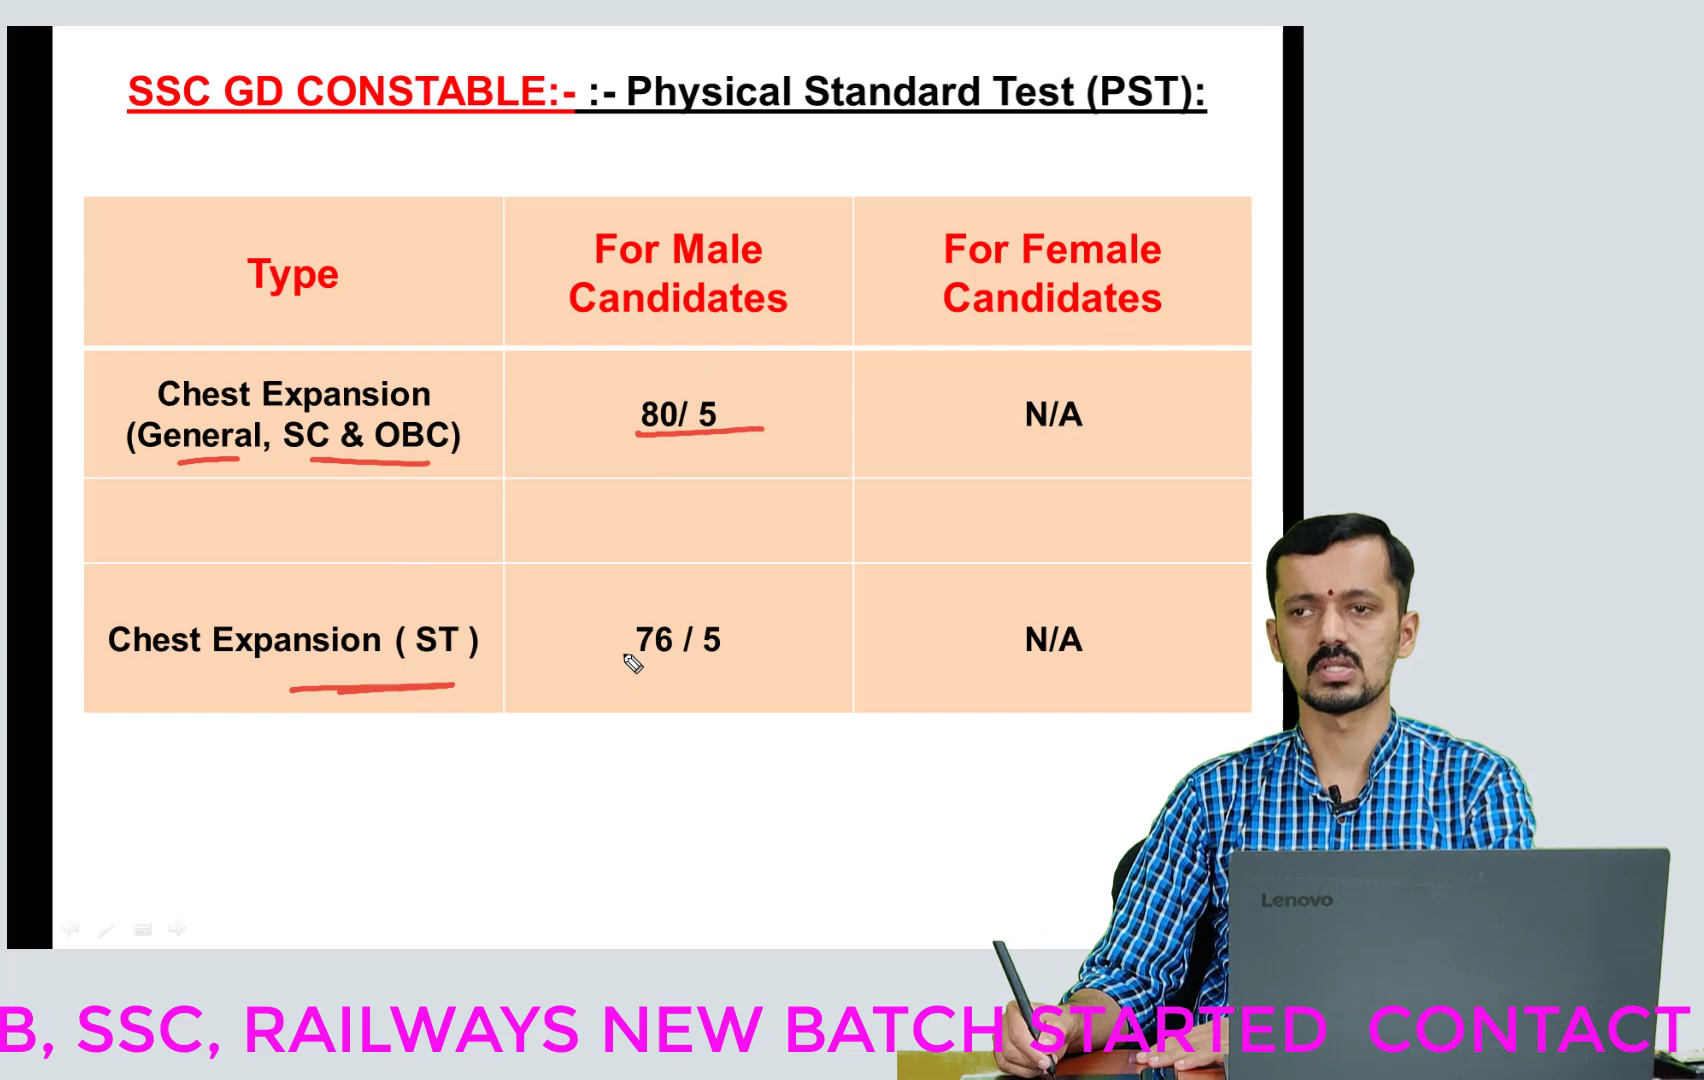 SSC GD CONSTABLE:- :- Physical Standard Test (PST):
Type
For Male
Candidates
For Female
Candidates
Chest Expansion
(General, SC & OBC)
80/ 5
N/A
Chest Expansion ( ST )
76 / 5
N/A
Lenovo
B, SSC, RAILWAYS NEW BATCH STARTED CONTACT